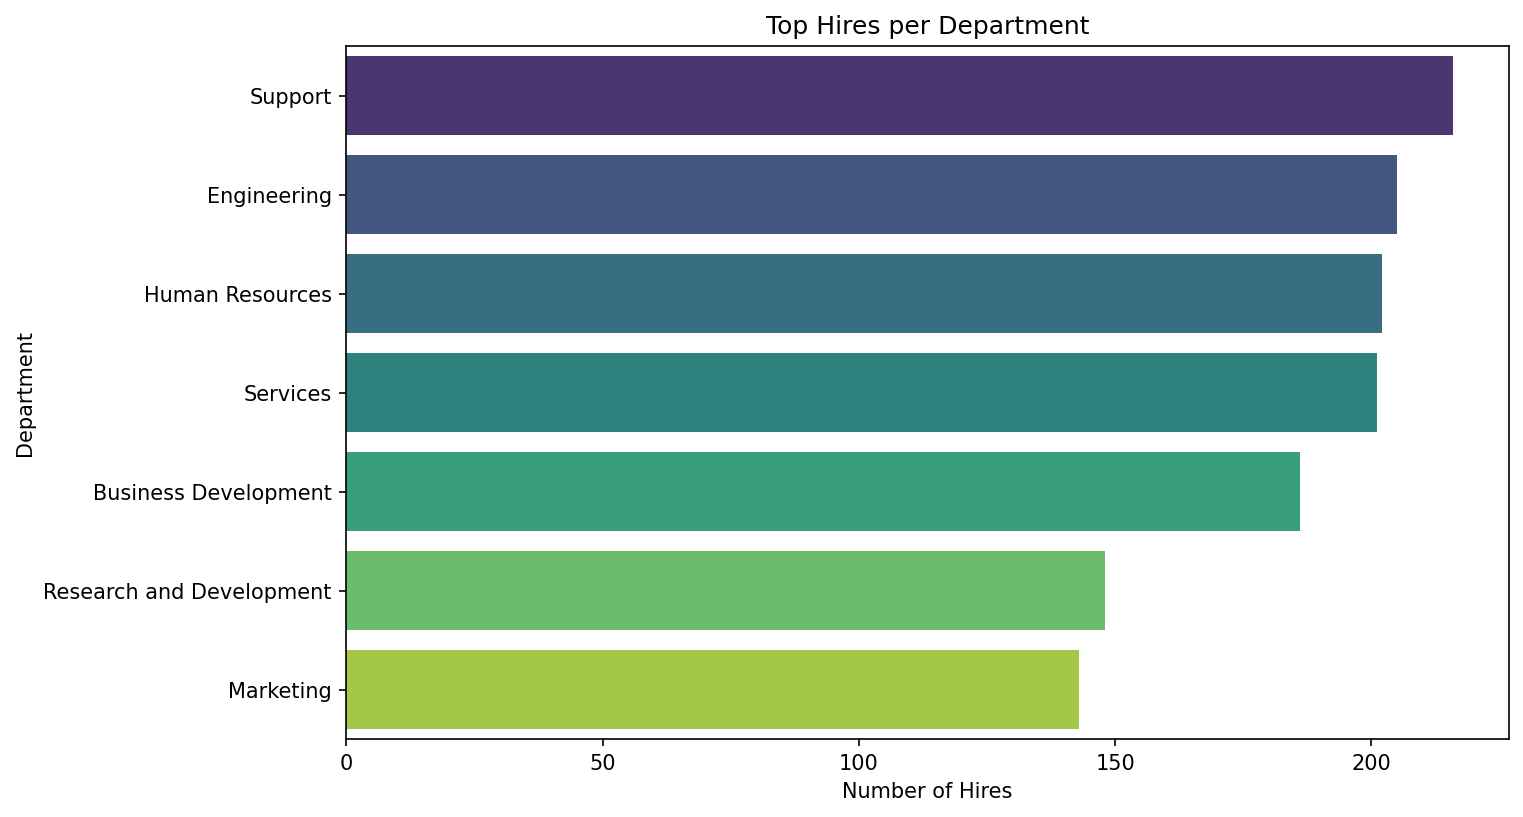 Top Hires per Department
Support
Engineering
Human Resources
Services
Business Development
Research and Development
Marketing
Department
0
50
100
150
200
Number of Hires